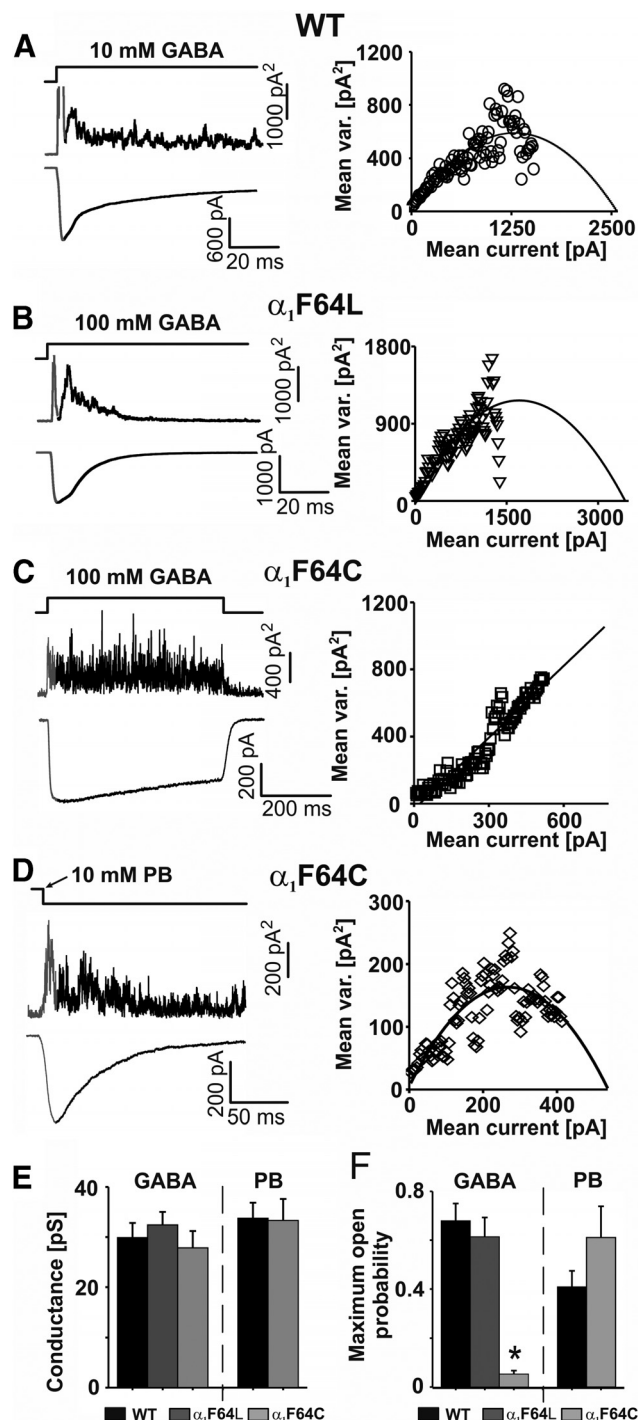 WT
A
10 mM GABA
1000 pA²
600 pA
20 ms
Mean var. [pA²]
1200
800
400
0
0
1250
2500
Mean current [pA]
α₁F64L
B
100 mM GABA
1000 pA²
1000 pA
20 ms
Mean var. [pA²]
1800
900
0
0
1500
3000
Mean current [pA]
α₁F64C
C
100 mM GABA
400 pA²
200 pA
200 ms
Mean var. [pA²]
1200
800
400
0
0
300
600
Mean current [pA]
α₁F64C
D
10 mM PB
200 pA²
200 pA
50 ms
Mean var. [pA²]
300
200
100
0
0
200
400
Mean current [pA]
E
GABA
PB
Conductance [pS]
40
20
0
WT
α₁F64L
α₁F64C
F
GABA
PB
Maximum open
probability
0.8
0.4
0
*
WT
α₁F64L
α₁F64C